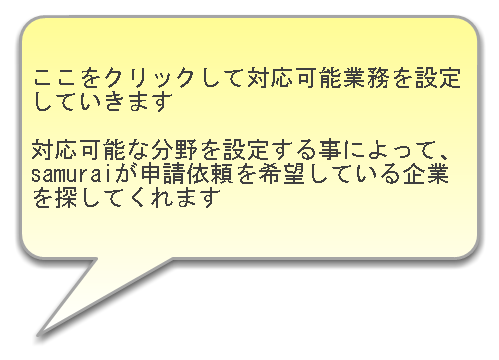 ここをクリックして対応可能業務を設定
していきます
対応可能な分野を設定する事によって、
samuraiが申請依頼を希望している企業
を探してくれます